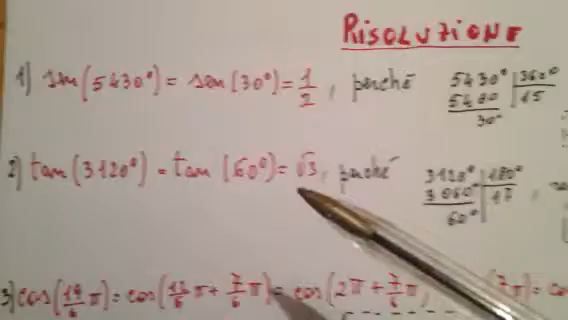 RISOLUZIONE
1) sen(5430°) = sen(30°) = 1/2, perché 5430° | 360°
5400 | 15
30°
2) tan(3120°) = tan(60°) = √3, perché 3120° | 180°
3060° | 17
60°
3) cos(19/6 π) = cos(12/6 π + 7/6 π) = cos(2π + 7/6 π)